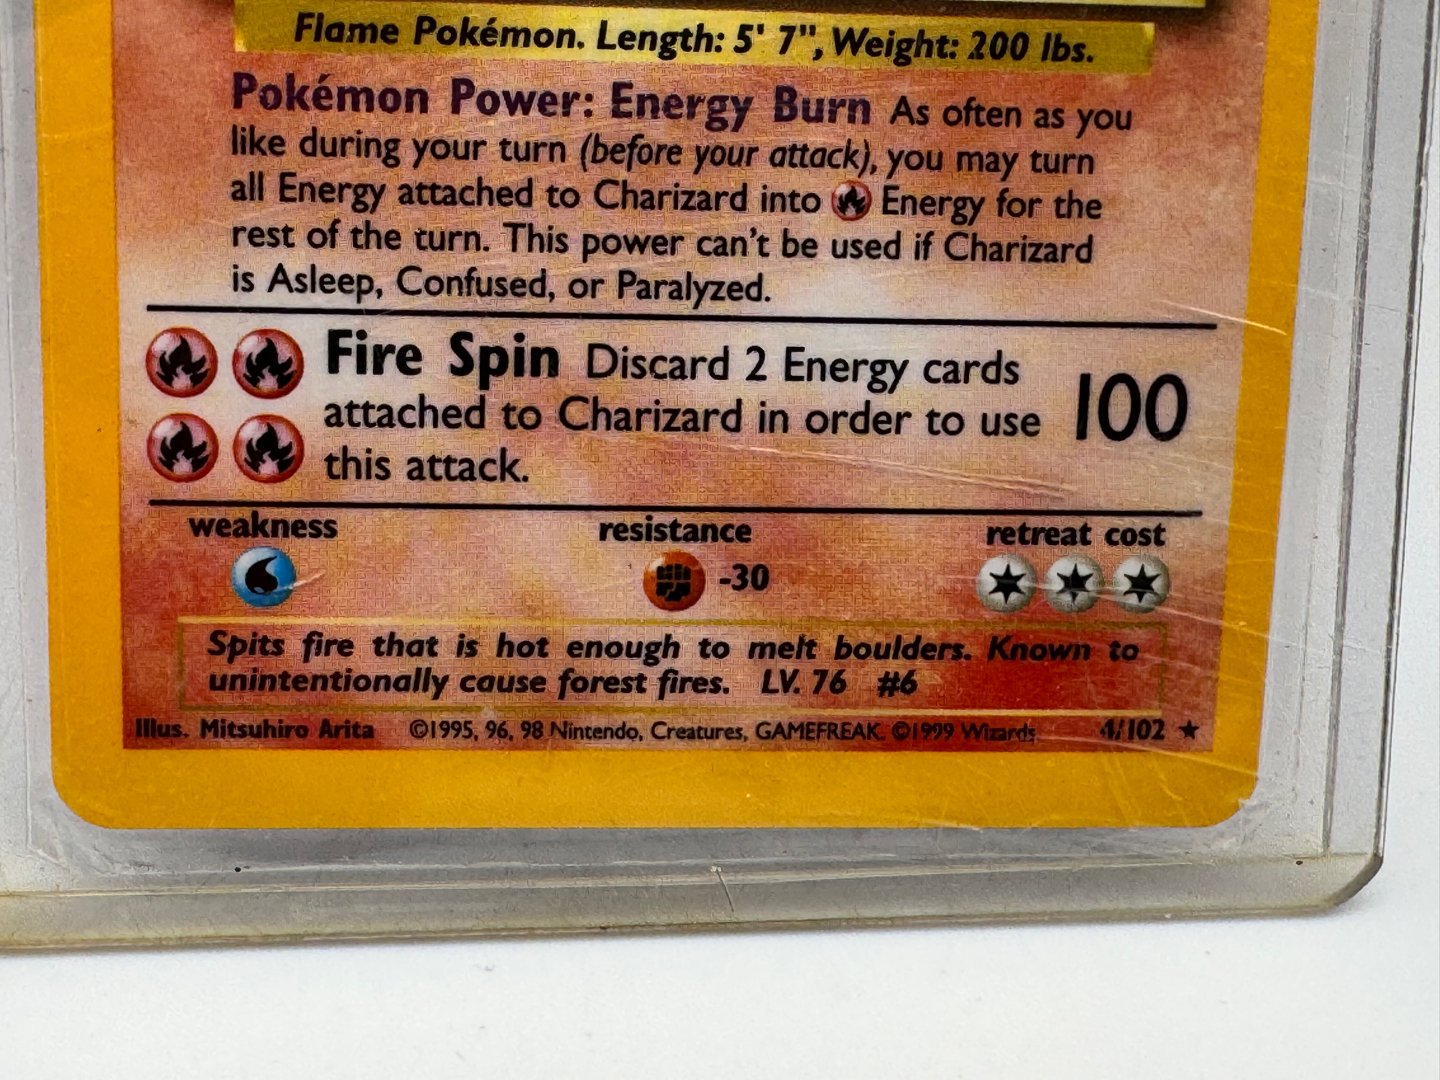 Flame Pokémon. Length: 5' 7", Weight: 200 lbs.
Pokémon Power: Energy Burn As often as you
like during your turn (before your attack), you may turn
all Energy attached to Charizard into Energy for the
rest of the turn. This power can't be used if Charizard
is Asleep, Confused, or Paralyzed.
Fire Spin Discard 2 Energy cards
attached to Charizard in order to use 100
this attack.
weakness resistance retreat cost
-30
Spits fire that is hot enough to melt boulders. Known to
unintentionally cause forest fires. LV. 76 #6
Illus. Mitsuhiro Arita ©1995, 96, 98 Nintendo, Creatures, GAMEFREAK. ©1999 Wizards. 4/102 ★